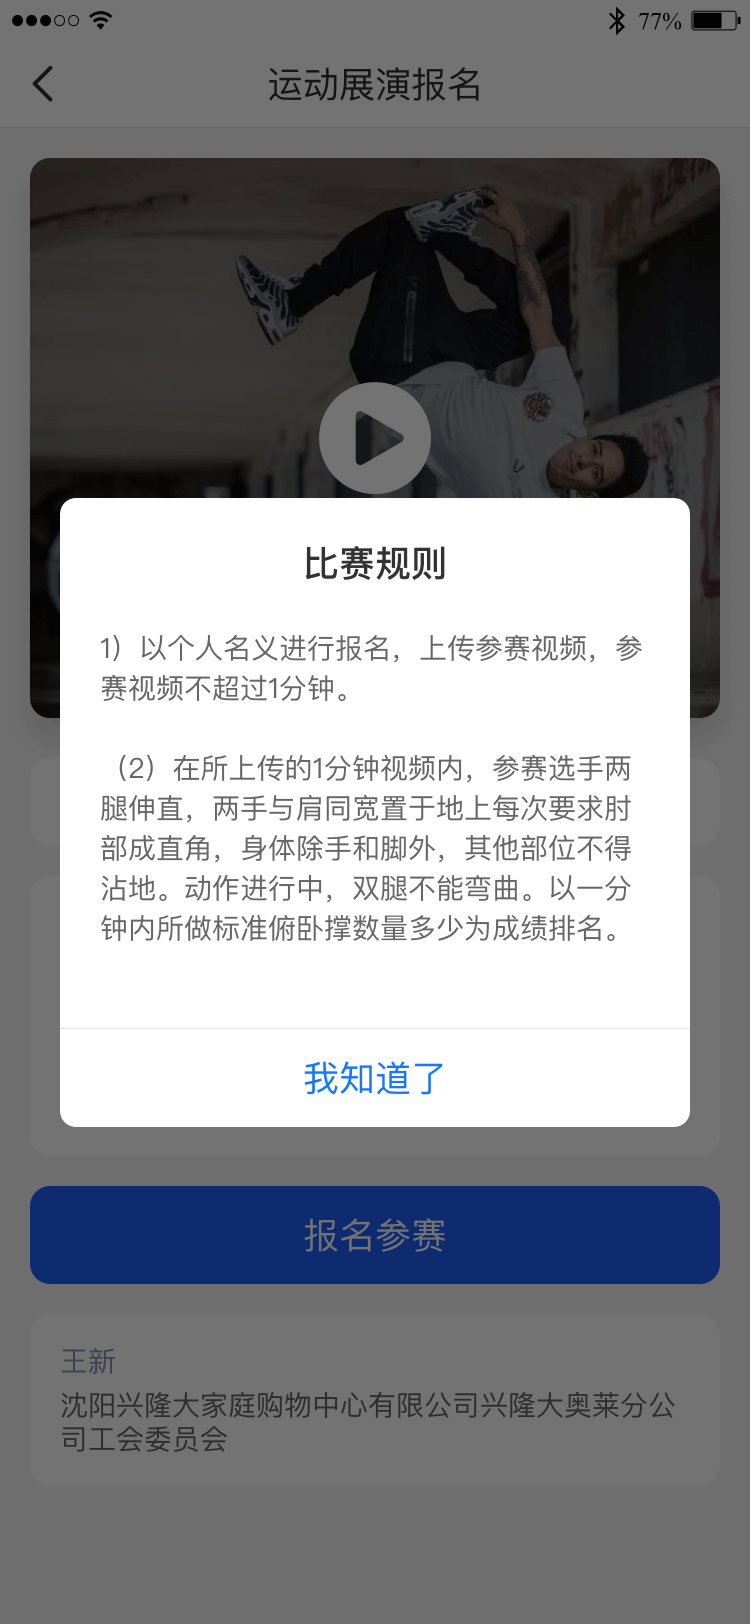 77%
运动展演报名
比赛规则
1）以个人名义进行报名，上传参赛视频，参
赛视频不超过1分钟。
（2）在所上传的1分钟视频内，参赛选手两
腿伸直，两手与肩同宽置于地上每次要求肘
部成直角，身体除手和脚外，其他部位不得
沾地。动作进行中，双腿不能弯曲。以一分
钟内所做标准俯卧撑数量多少为成绩排名。
我知道了
报名参赛
王新
沈阳兴隆大家庭购物中心有限公司兴隆大奥莱分公
司工会委员会